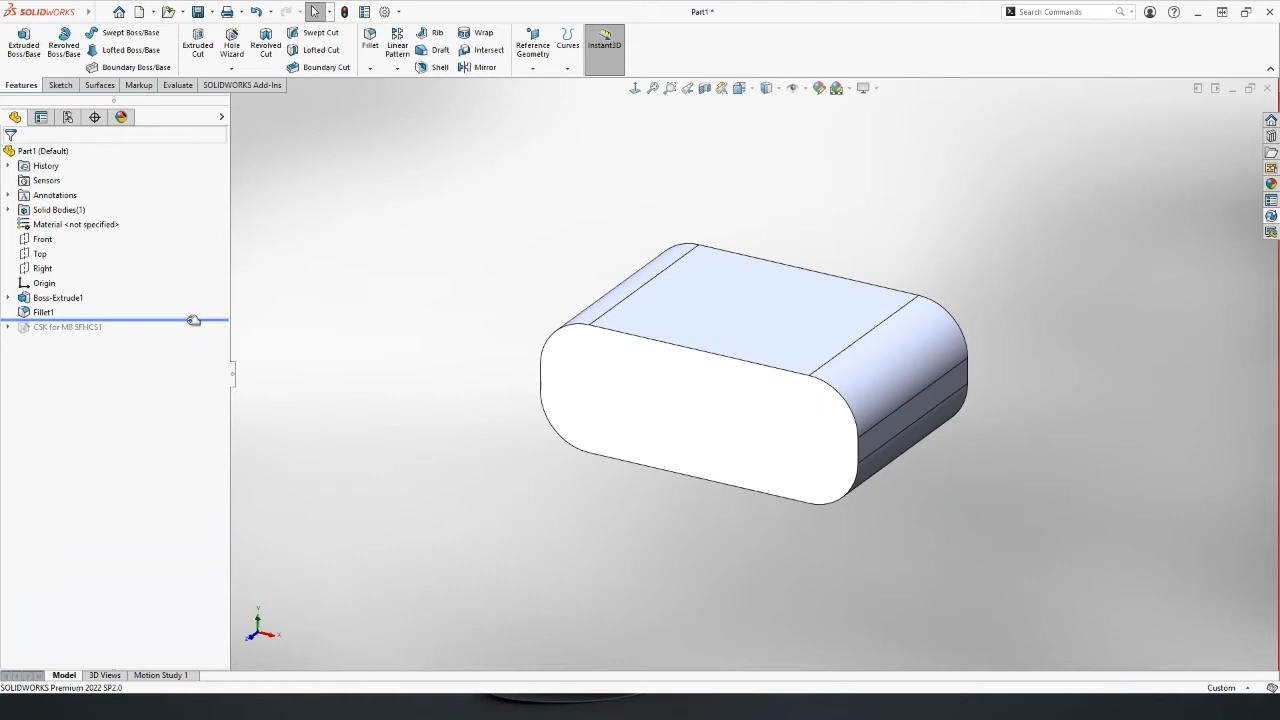 SOLIDWORKS
Part1 *
Search Commands
Extruded Boss/Base
Revolved Boss/Base
Swept Boss/Base
Lofted Boss/Base
Boundary Boss/Base
Extruded Cut
Hole Wizard
Revolved Cut
Swept Cut
Lofted Cut
Boundary Cut
Fillet
Linear Pattern
Rib
Draft
Shell
Wrap
Intersect
Mirror
Reference Geometry
Curves
Instant3D
Features
Sketch
Surfaces
Markup
Evaluate
SOLIDWORKS Add-Ins
Part1 (Default)
History
Sensors
Annotations
Solid Bodies(1)
Material <not specified>
Front
Top
Right
Origin
Boss-Extrude1
Fillet1
CSK for M8 SFHCS1
Y
X
Z
Model
3D Views
Motion Study 1
SOLIDWORKS Premium 2022 SP2.0
Custom